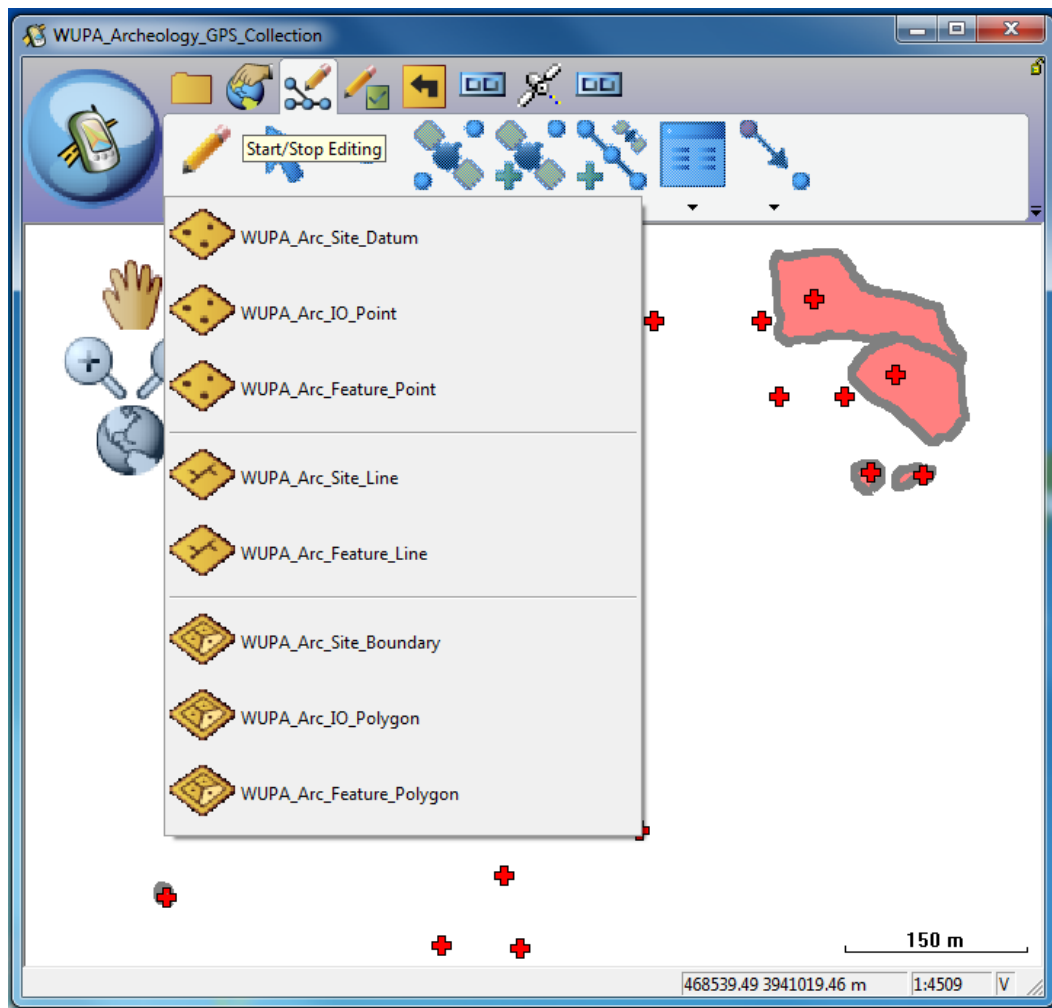 WUPA_Archeology_GPS_Collection
Start/Stop Editing
WUPA_Arc_Site_Datum
WUPA_Arc_IO_Point
WUPA_Arc_Feature_Point
WUPA_Arc_Site_Line
WUPA_Arc_Feature_Line
WUPA_Arc_Site_Boundary
WUPA_Arc_IO_Polygon
WUPA_Arc_Feature_Polygon
150 m
468539.49 3941019.46 m 1:4509 V